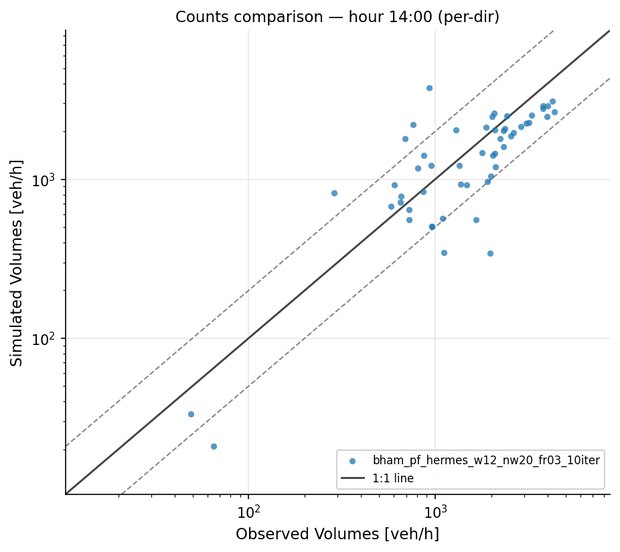 Counts comparison — hour 14:00 (per-dir)
Simulated Volumes [veh/h]
10³
10²
bham_pf_hermes_w12_nw20_fr03_10iter
1:1 line
10² 10³
Observed Volumes [veh/h]